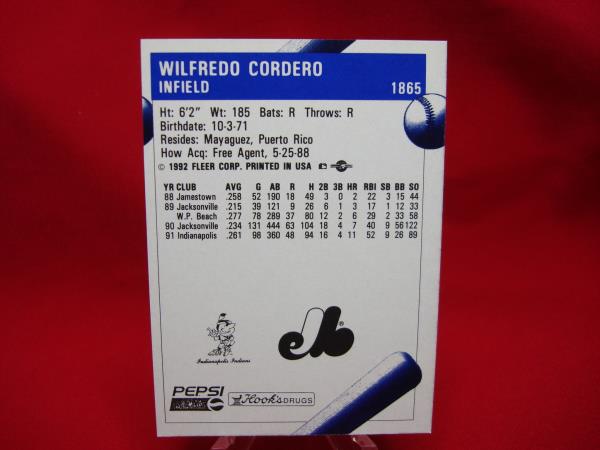 WILFREDO CORDERO
INFIELD 1865
Ht: 6'2" Wt: 185 Bats: R Throws: R
Birthdate: 10-3-71
Resides: Mayaguez, Puerto Rico
How Acq: Free Agent, 5-25-88
© 1992 FLEER CORP. PRINTED IN USA
YR CLUB AVG G AB R H 2B 3B HR RBI SB BB SO
88 Jamestown .258 52 190 18 49 3 0 2 22 3 15 44
89 Jacksonville .215 39 121 9 26 6 1 3 17 1 12 33
W.P. Beach .277 78 289 37 80 12 2 6 29 2 33 58
90 Jacksonville .234 131 444 63 104 18 4 7 40 9 56 122
91 Indianapolis .261 98 360 48 94 16 4 11 52 9 26 89
Indianapolis Indians
elb ®
PEPSI
Hook's DRUGS